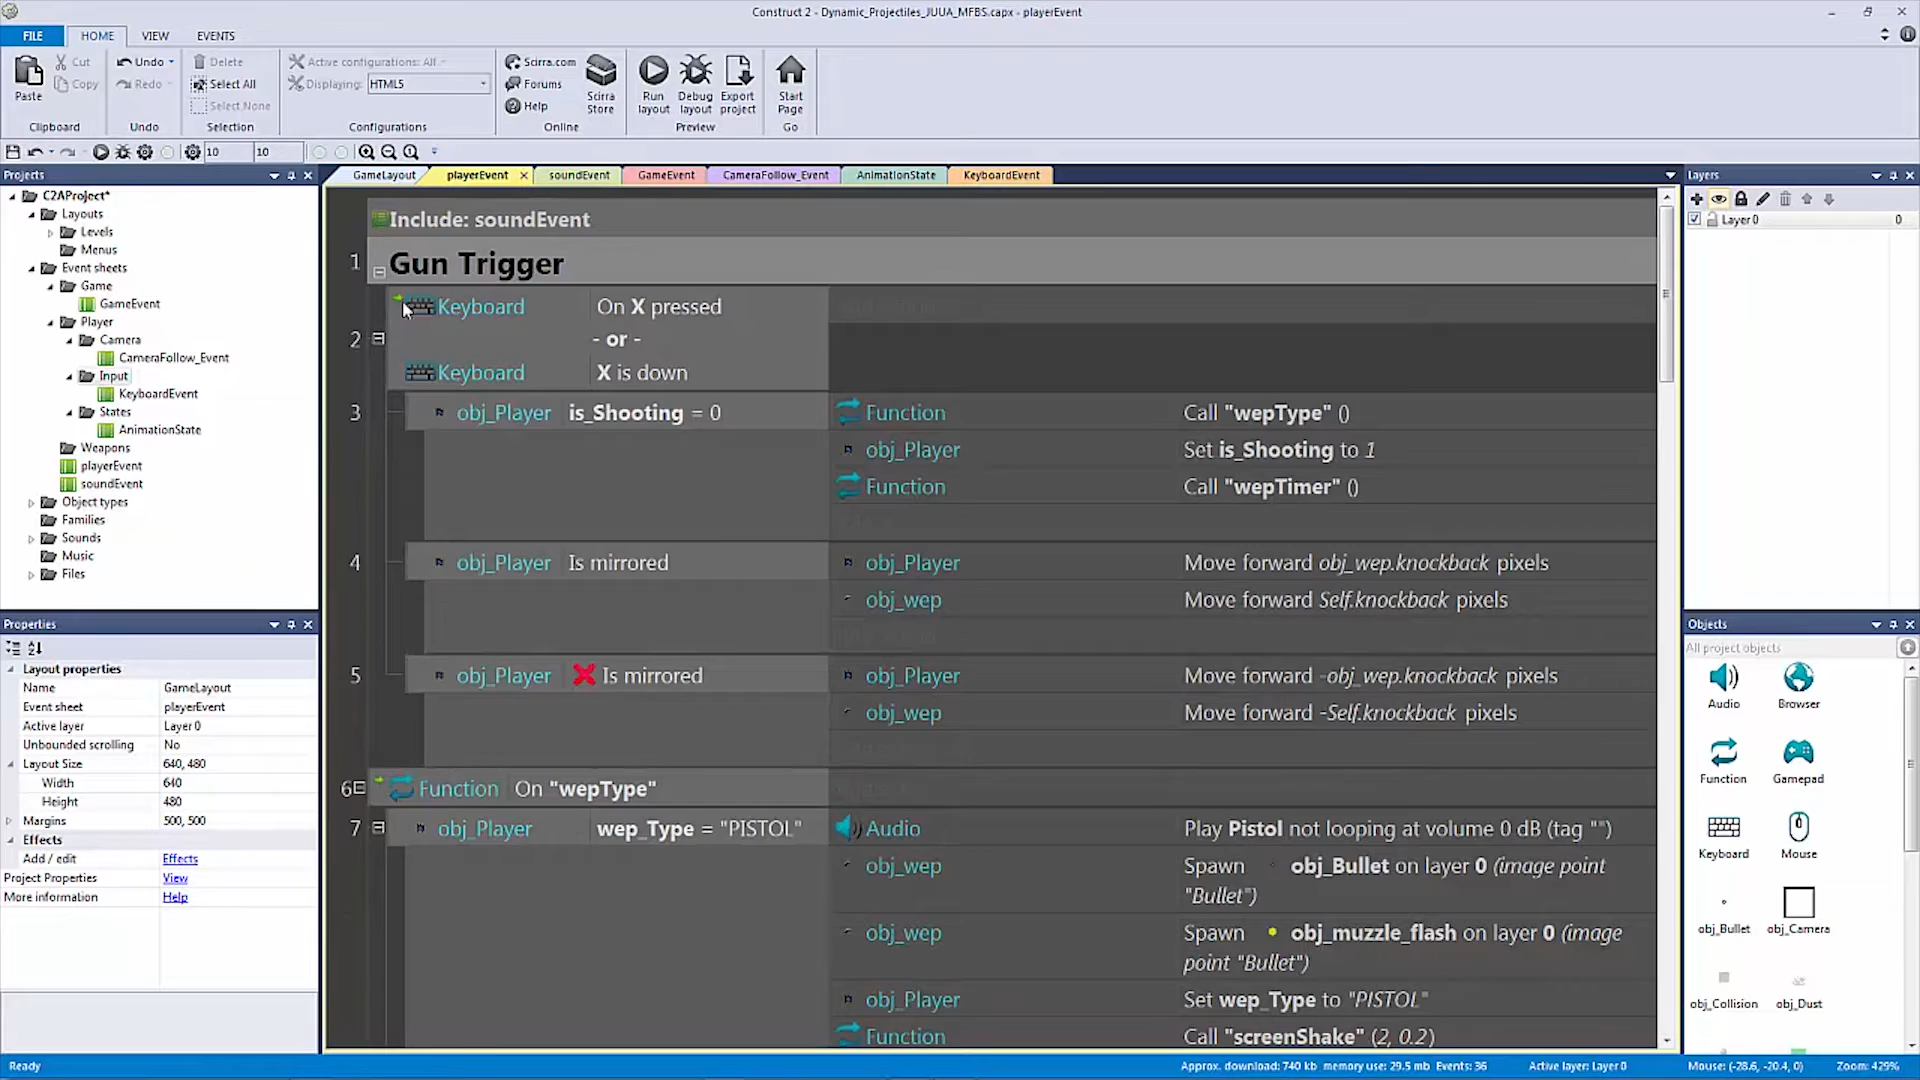 Construct 2 - Dynamic_Projectiles_JUUA_MFBS.capx - playerEvent
FILE HOME VIEW EVENTS
Paste Cut Copy Clipboard
Undo Redo Undo
Delete Select All Select None Selection
Active configurations: All
Displaying: HTML5
Configurations
Scirra.com Forums Help Scirra Store Online
Run layout Debug layout Export project Preview
Start Page Go
10 10
Projects
C2AProject*
Layouts
Levels
Menus
Event sheets
Game
GameEvent
Player
Camera
CameraFollow_Event
Input
KeyboardEvent
States
AnimationState
Weapons
playerEvent
soundEvent
Object types
Families
Sounds
Music
Files
Properties
Layout properties
Name GameLayout
Event sheet playerEvent
Active layer Layer 0
Unbounded scrolling No
Layout Size 640, 480
Width 640
Height 480
Margins 500, 500
Effects
Add / edit Effects
Project Properties View
More information Help
GameLayout playerEvent soundEvent GameEvent CameraFollow_Event AnimationState KeyboardEvent
Include: soundEvent
1 Gun Trigger
Keyboard On X pressed
2 - or -
Keyboard X is down
3 obj_Player is_Shooting = 0 Function Call "wepType" ()
obj_Player Set is_Shooting to 1
Function Call "wepTimer" ()
4 obj_Player Is mirrored obj_Player Move forward obj_wep.knockback pixels
obj_wep Move forward Self.knockback pixels
5 obj_Player Is mirrored obj_Player Move forward -obj_wep.knockback pixels
obj_wep Move forward -Self.knockback pixels
6 Function On "wepType"
7 obj_Player wep_Type = "PISTOL" Audio Play Pistol not looping at volume 0 dB (tag "")
obj_wep Spawn obj_Bullet on layer 0 (image point
"Bullet")
obj_wep Spawn obj_muzzle_flash on layer 0 (image
point "Bullet")
obj_Player Set wep_Type to "PISTOL"
Function Call "screenShake" (2, 0.2)
Layers
Layer 0 0
Objects
All project objects
Audio Browser
Function Gamepad
Keyboard Mouse
obj_Bullet obj_Camera
obj_Collision obj_Dust
Ready Approx. download: 740 kb memory use: 29.5 mb Events: 36 Active layer: Layer 0 Mouse: (-28.6, -20.4, 0) Zoom: 429%